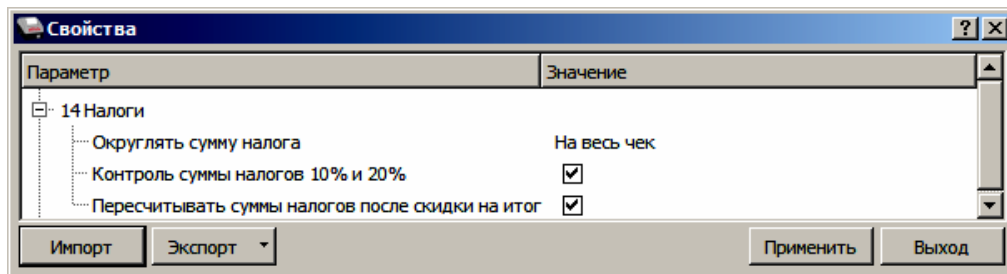 Свойства
Параметр Значение
14 Налоги
Округлять сумму налога На весь чек
Контроль суммы налогов 10% и 20%
Пересчитывать суммы налогов после скидки на итог
Импорт Экспорт Применить Выход